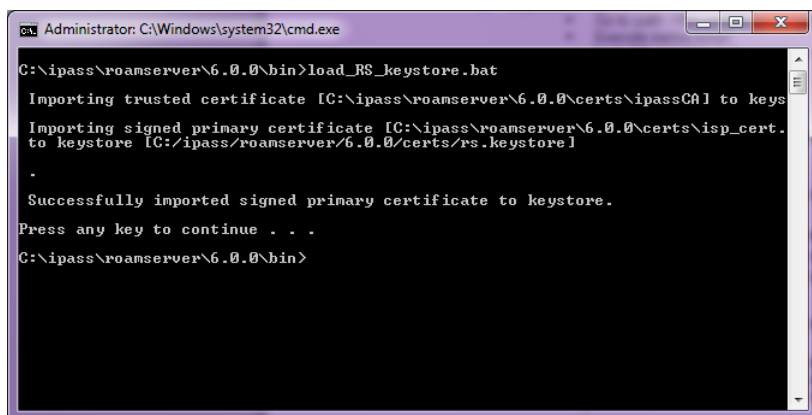 Administrator: C:\Windows\system32\cmd.exe
C:\ipass\roamserver\6.0.0\bin>load_RS_keystore.bat
Importing trusted certificate [C:\ipass\roamserver\6.0.0\certs\ipassCA] to keys
Importing signed primary certificate [C:\ipass\roamserver\6.0.0\certs\isp_cert.
to keystore [C:/ipass/roamserver/6.0.0/certs/rs.keystore]
.
Successfully imported signed primary certificate to keystore.
Press any key to continue . . .
C:\ipass\roamserver\6.0.0\bin>